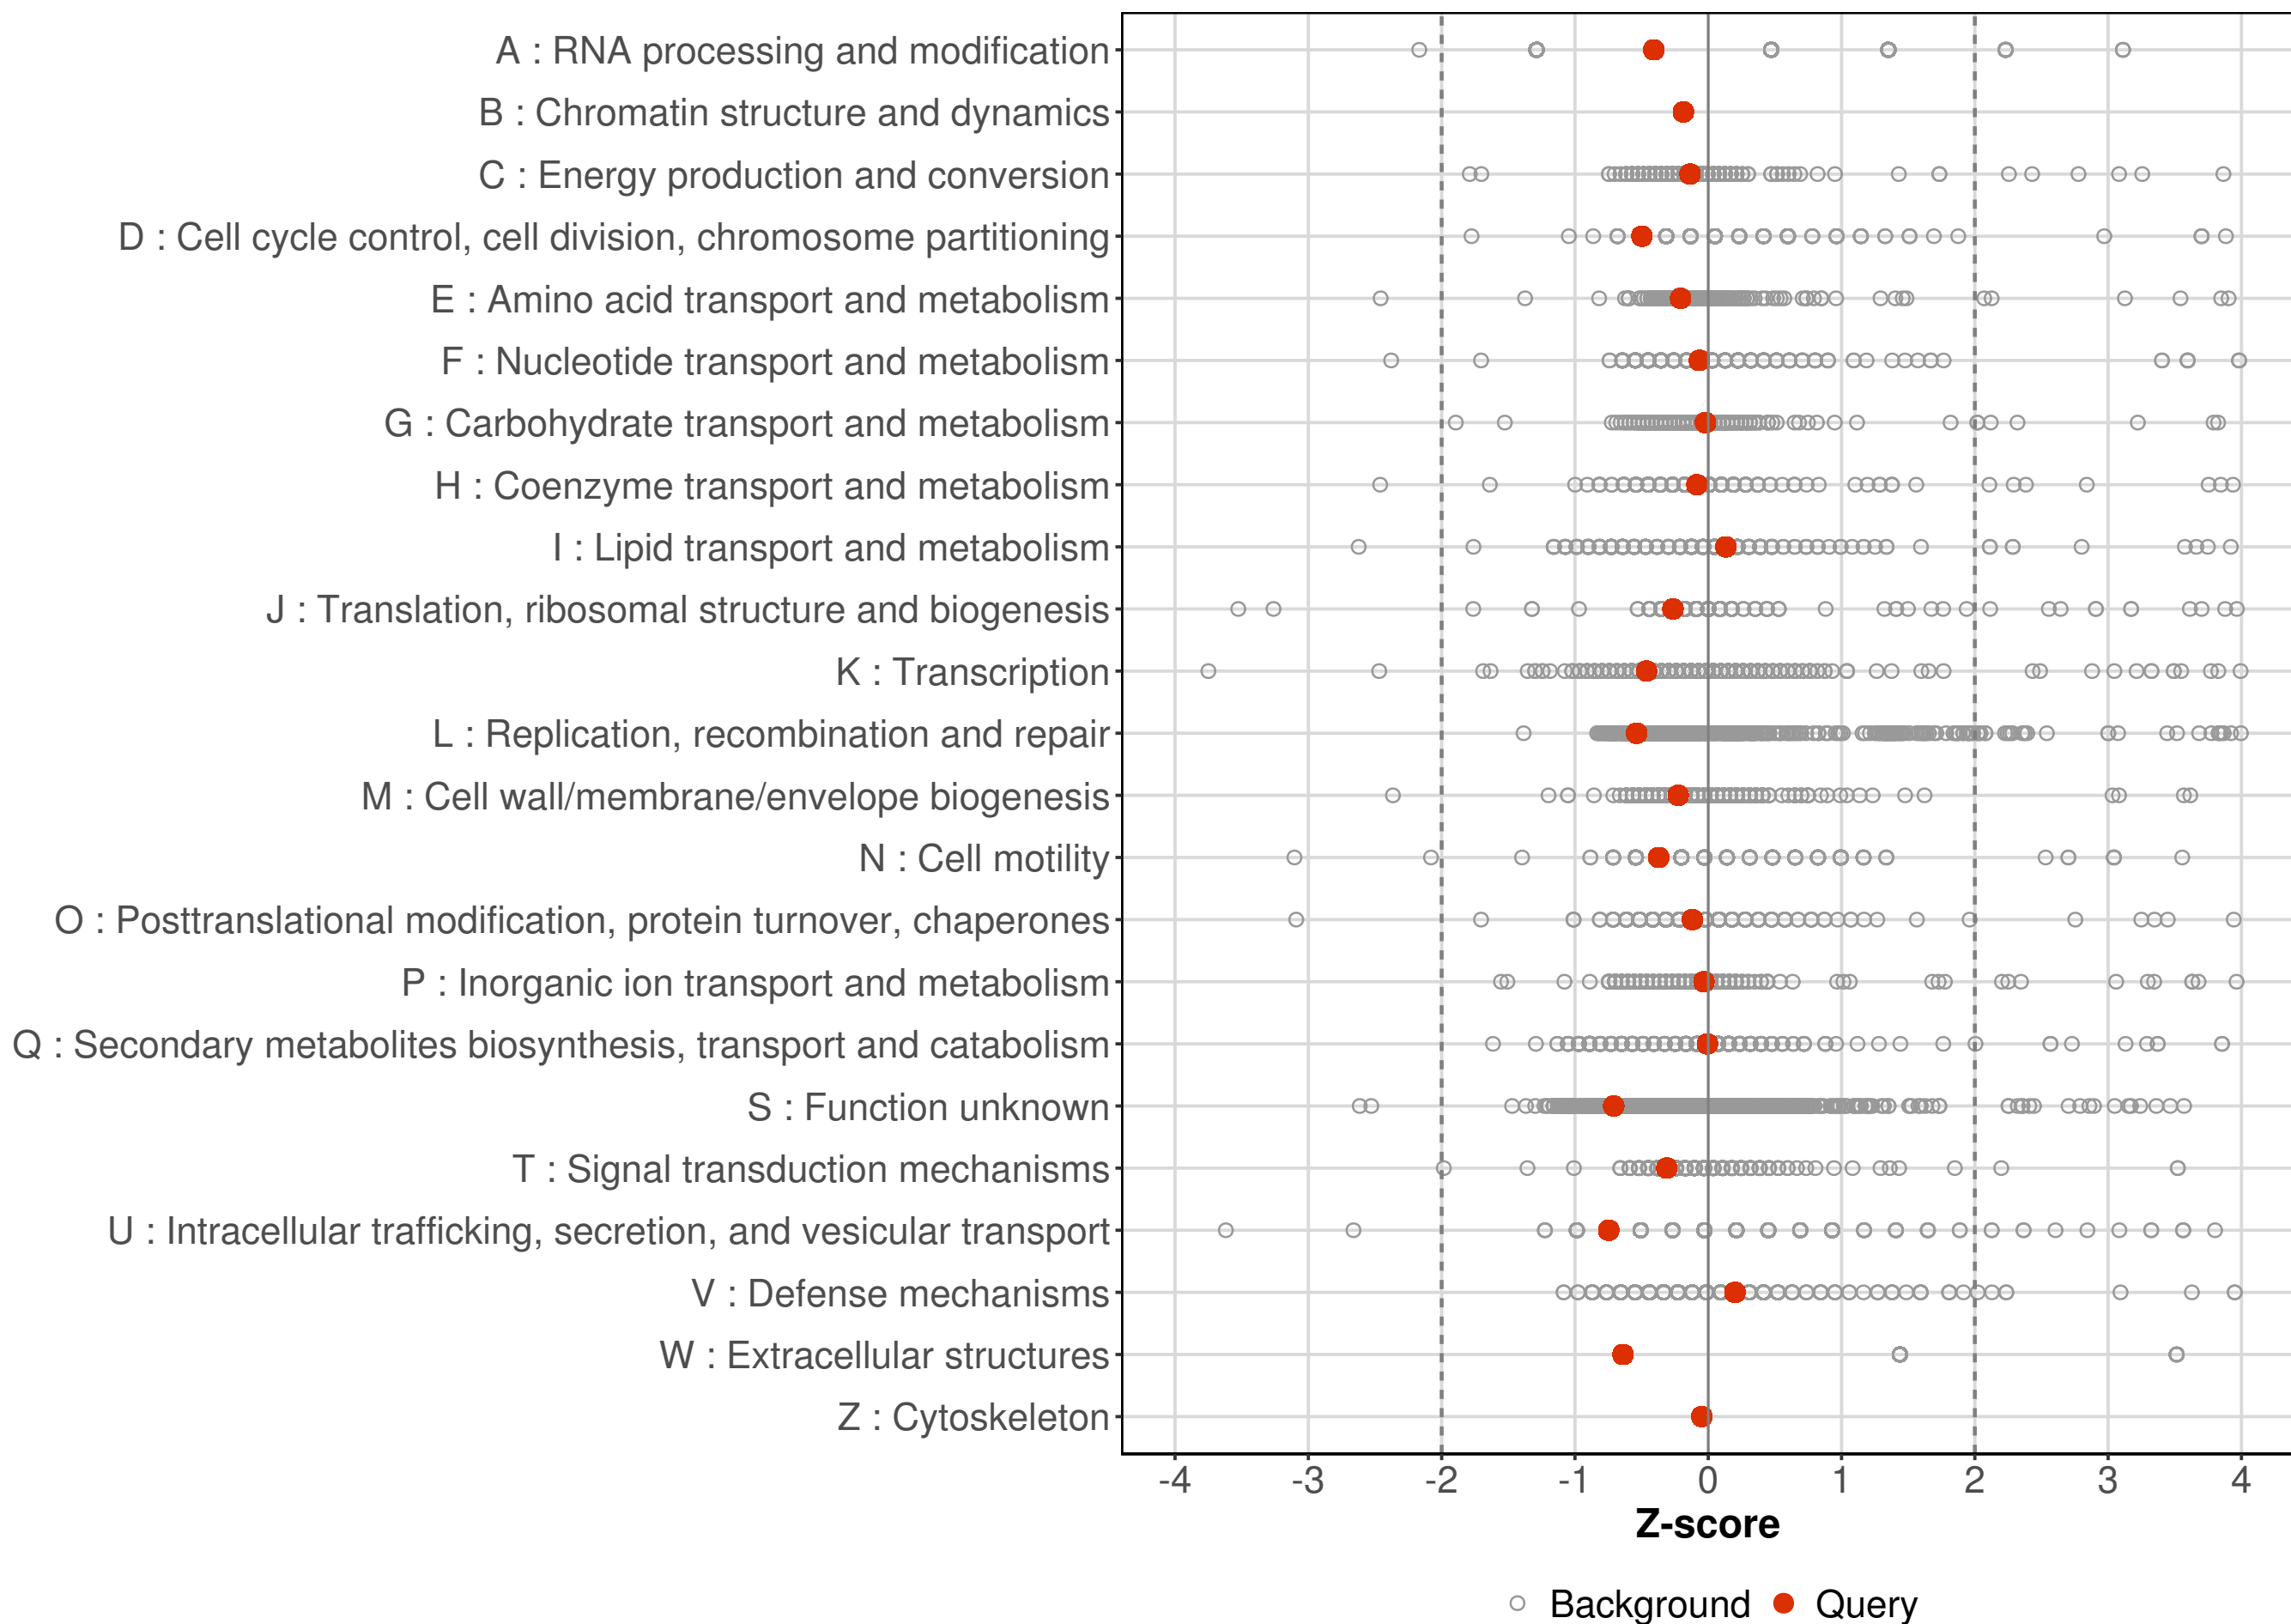 A : RNA processing and modification
B : Chromatin structure and dynamics
C : Energy production and conversion
D : Cell cycle control, cell division, chromosome partitioning
E : Amino acid transport and metabolism
F : Nucleotide transport and metabolism
G : Carbohydrate transport and metabolism
H : Coenzyme transport and metabolism
I : Lipid transport and metabolism
J : Translation, ribosomal structure and biogenesis
K : Transcription
L : Replication, recombination and repair
M : Cell wall/membrane/envelope biogenesis
N : Cell motility
O : Posttranslational modification, protein turnover, chaperones
P : Inorganic ion transport and metabolism
Q : Secondary metabolites biosynthesis, transport and catabolism
S : Function unknown
T : Signal transduction mechanisms
U : Intracellular trafficking, secretion, and vesicular transport
V : Defense mechanisms
W : Extracellular structures
Z : Cytoskeleton
-4 -3 -2 -1 0 1 2 3 4
Z-score
Background Query